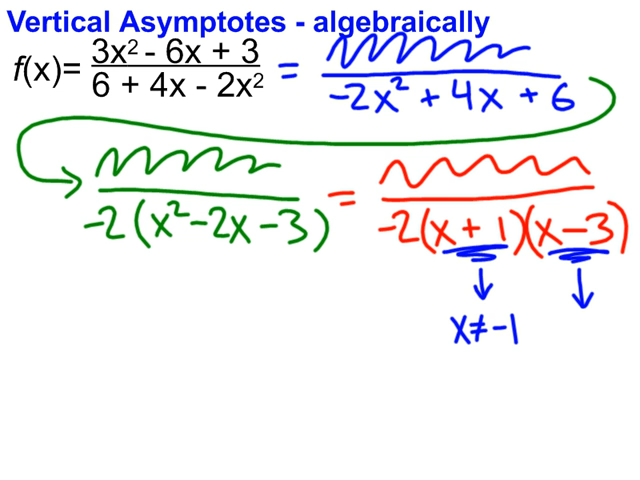 Vertical Asymptotes - algebraically
f(x)= 3x² - 6x + 3 / 6 + 4x - 2x² = / -2x² + 4x + 6
/ -2(x²-2x-3) = / -2(x+1)(x-3)
x≠-1